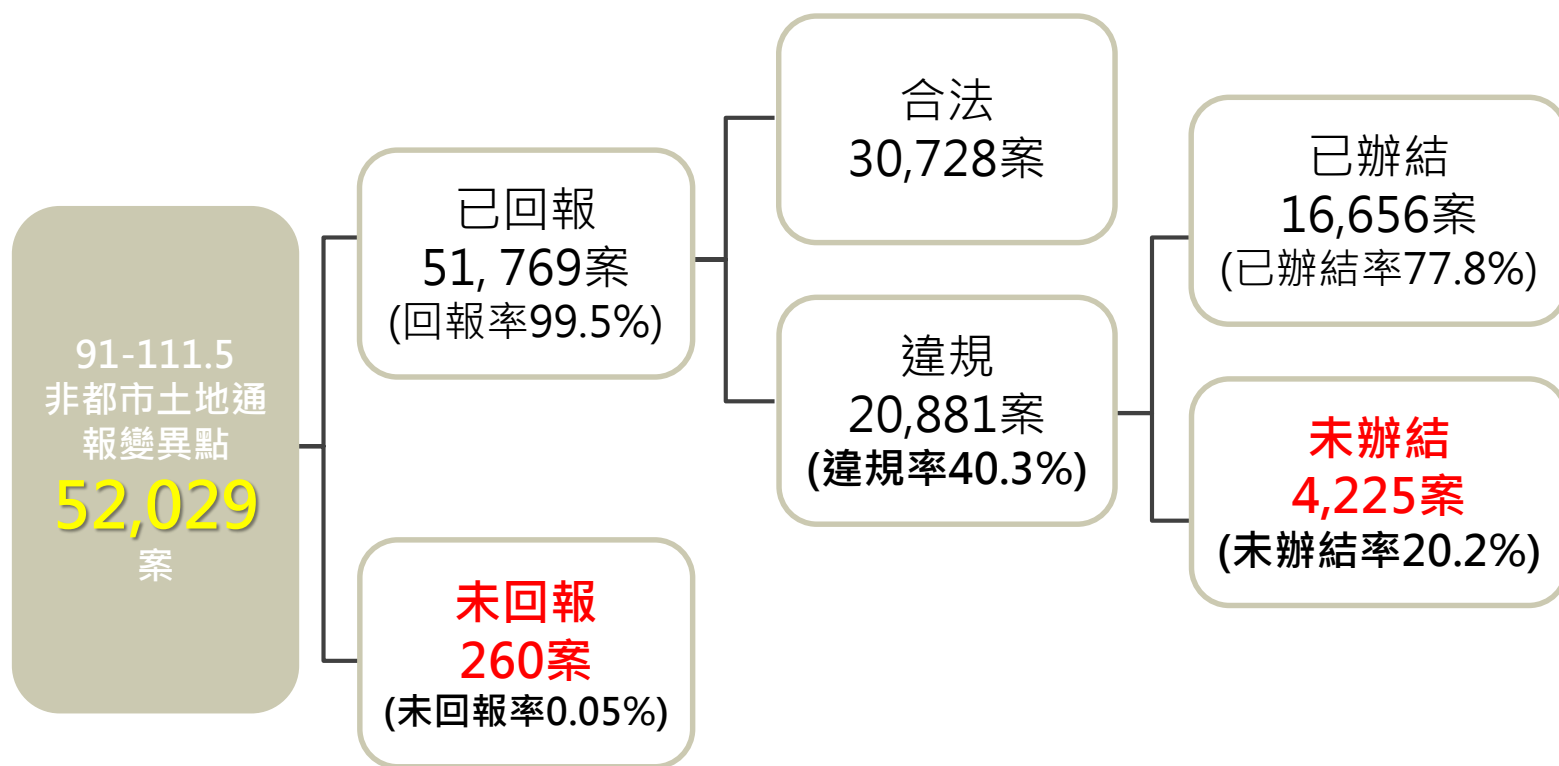 91-111.5
非都市土地通
報變異點
52,029
案
已回報
51, 769案
(回報率99.5%)
未回報
260案
(未回報率0.05%)
合法
30,728案
違規
20,881案
(違規率40.3%)
已辦結
16,656案
(已辦結率77.8%)
未辦結
4,225案
(未辦結率20.2%)